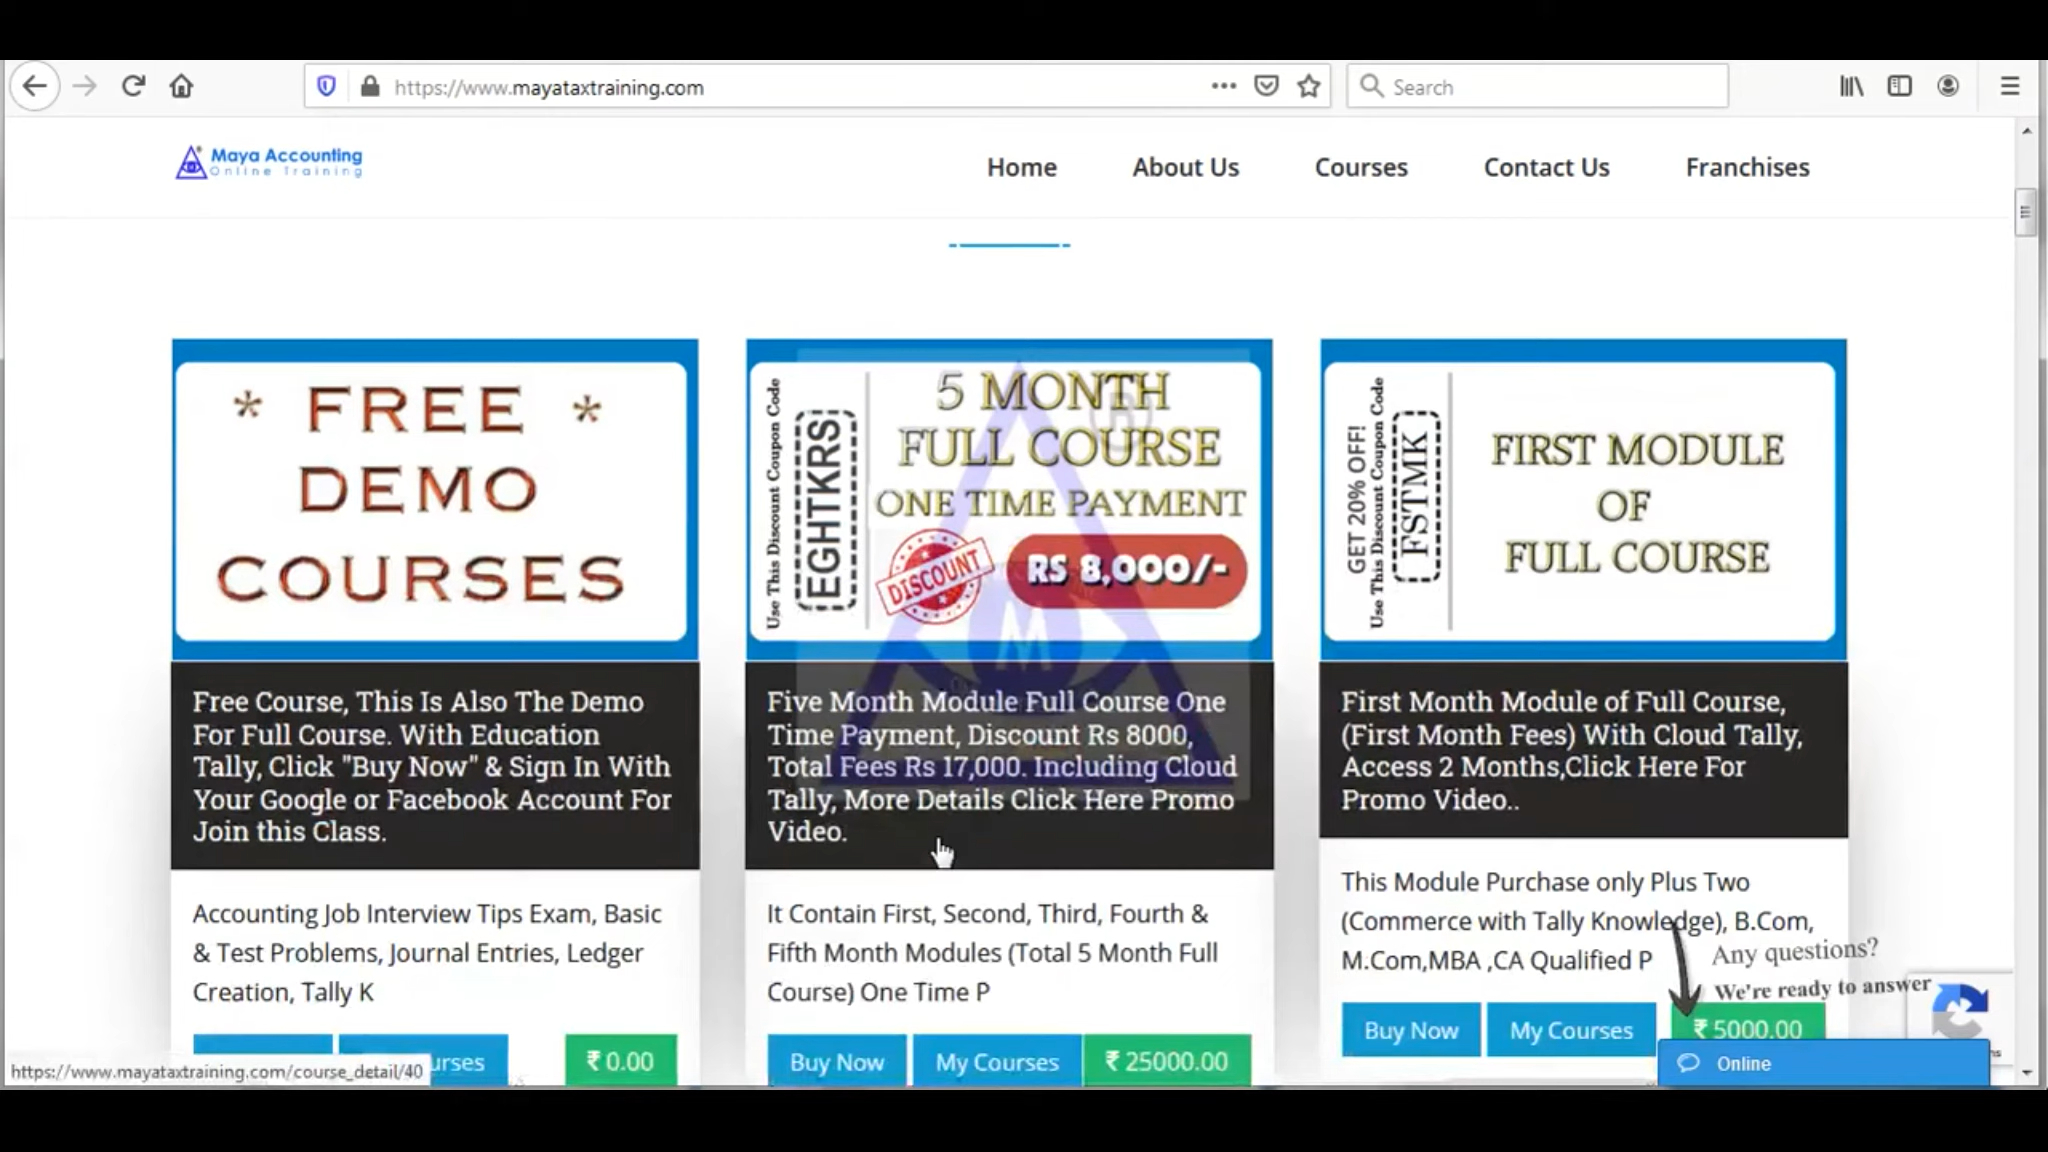 https://www.mayataxtraining.com
Search
Maya Accounting
Online Training
Home
About Us
Courses
Contact Us
Franchises
* FREE *
DEMO
COURSES
Free Course, This Is Also The Demo
For Full Course. With Education
Tally, Click "Buy Now" & Sign In With
Your Google or Facebook Account For
Join this Class.
Accounting Job Interview Tips Exam, Basic
& Test Problems, Journal Entries, Ledger
Creation, Tally K
urses
₹ 0.00
Use This Discount Coupon Code
EGHTKRS
5 MONTH
FULL COURSE
ONE TIME PAYMENT
DISCOUNT
RS 8,000/-
M
Five Month Module Full Course One
Time Payment, Discount Rs 8000,
Total Fees Rs 17,000. Including Cloud
Tally, More Details Click Here Promo
Video.
It Contain First, Second, Third, Fourth &
Fifth Month Modules (Total 5 Month Full
Course) One Time P
Buy Now
My Courses
₹ 25000.00
GET 20% OFF!
Use This Discount Coupon Code
FSTMK
FIRST MODULE
OF
FULL COURSE
First Month Module of Full Course,
(First Month Fees) With Cloud Tally,
Access 2 Months,Click Here For
Promo Video..
This Module Purchase only Plus Two
(Commerce with Tally Knowledge), B.Com,
M.Com,MBA ,CA Qualified P
Buy Now
My Courses
₹ 5000.00
Any questions?
We're ready to answer
Online
https://www.mayataxtraining.com/course_detail/40